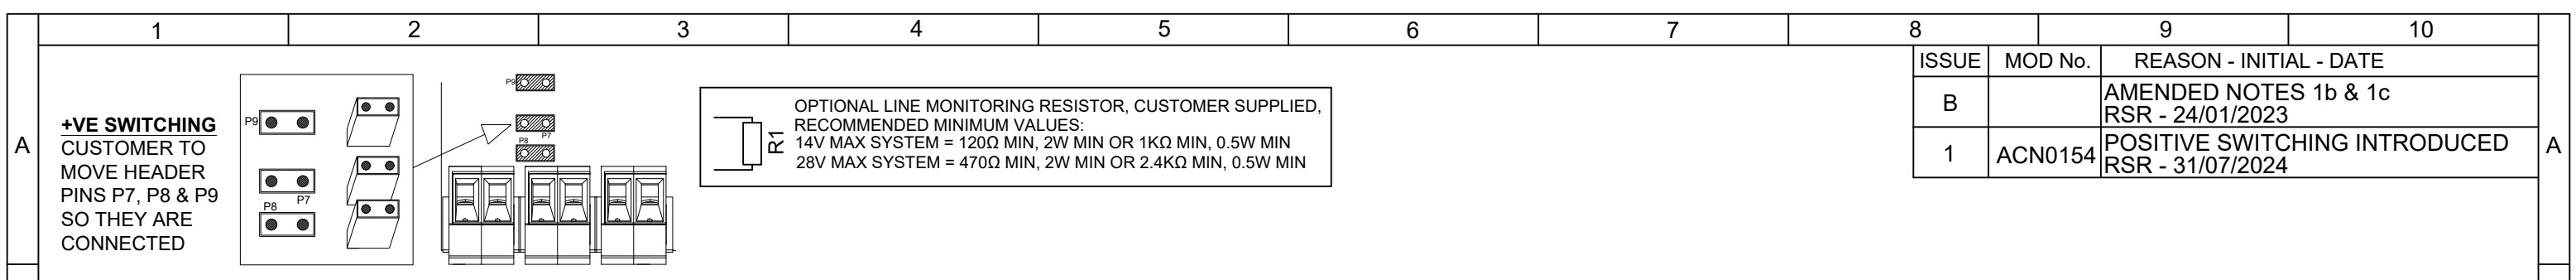 1 2 3 4 5 6 7 8 9 10
A
+VE SWITCHING
CUSTOMER TO
MOVE HEADER
PINS P7, P8 & P9
SO THEY ARE
CONNECTED
P9
P7
P8
P9
P7
P8
R1
OPTIONAL LINE MONITORING RESISTOR, CUSTOMER SUPPLIED,
RECOMMENDED MINIMUM VALUES:
14V MAX SYSTEM = 120Ω MIN, 2W MIN OR 1KΩ MIN, 0.5W MIN
28V MAX SYSTEM = 470Ω MIN, 2W MIN OR 2.4KΩ MIN, 0.5W MIN
ISSUE MOD No. REASON - INITIAL - DATE
B AMENDED NOTES 1b & 1c
RSR - 24/01/2023
1 ACN0154 POSITIVE SWITCHING INTRODUCED
RSR - 31/07/2024
A